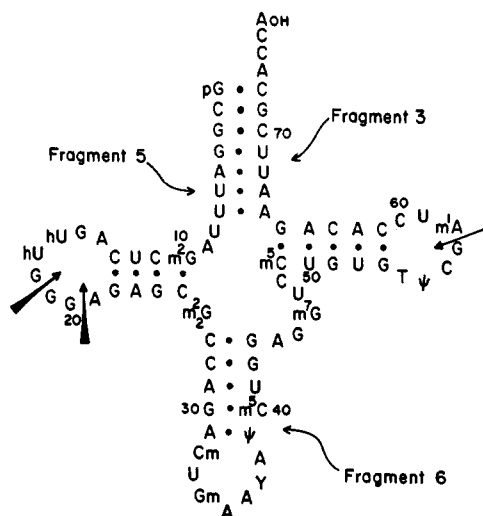 AOH
C
C
A
pG • C
C • G
G • C 70
G • U
A • U
U • A
U • A
Fragment 3
Fragment 5
U
A
hU hU G A C U C m2G 10
G G G 20 A G A G C
G A C A C C 60 U m1A G C
m5C C U G U G T ψ
50
U
m7G
G
A
m22G
C • G
C • G
A • U
30 G • m5C 40
A • ψ
Cm A
U Y
Gm A A
Fragment 6